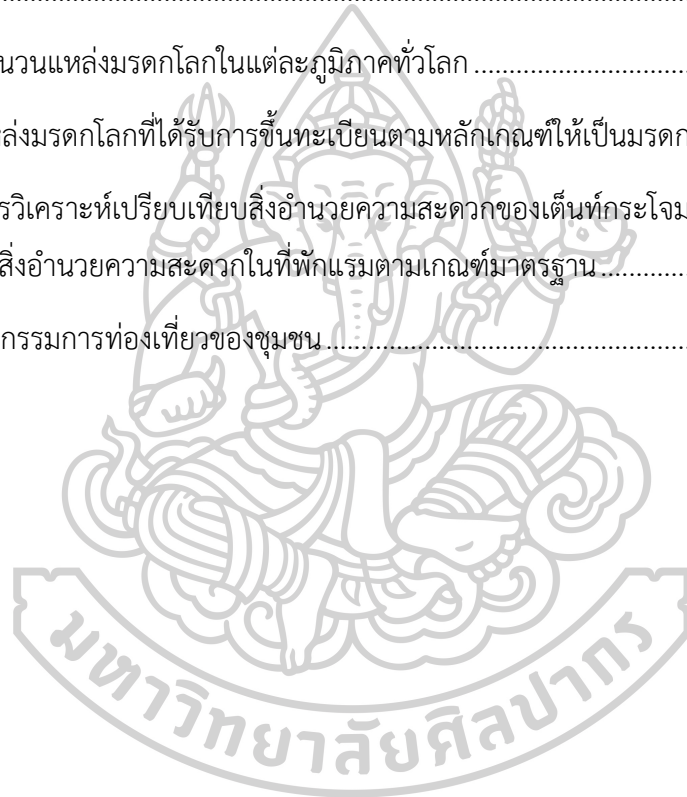 นวนแหล่งมรดกโลกในแต่ละภูมิภาคทั่วโลก
ล่งมรดกโลกที่ได้รับการขึ้นทะเบียนตามหลักเกณฑ์ให้เป็นมรดก
รวิเคราะห์เปรียบเทียบสิ่งอำนวยความสะดวกของเต็นท์กระโจม
สิ่งอำนวยความสะดวกในที่พักแรมตามเกณฑ์มาตรฐาน
กรรมการท่องเที่ยวของชุมชน
มหาวิทยาลัยศิลปากร